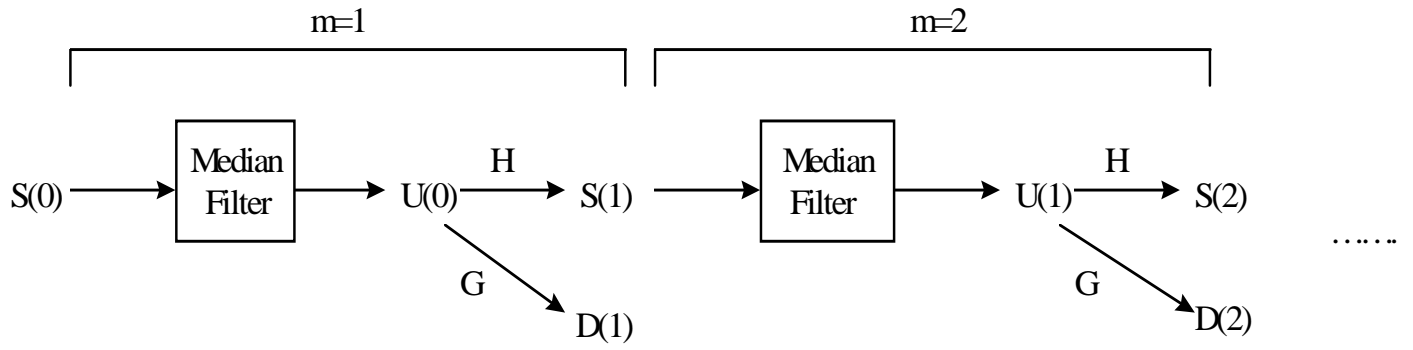 m=1
m=2
S(0)
Median
Filter
U(0)
H
S(1)
Median
Filter
U(1)
H
S(2)
.......
G
D(1)
G
D(2)